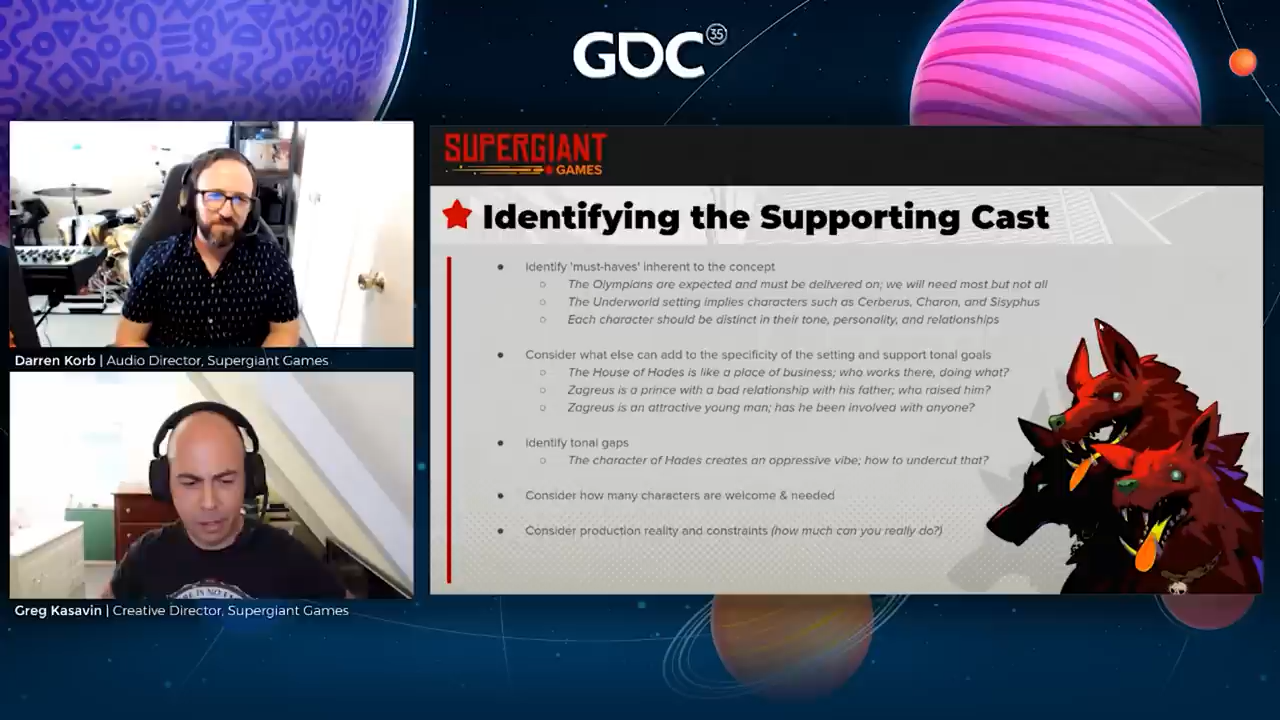 GDC 35
SUPERGIANT
GAMES
Identifying the Supporting Cast
• Identify 'must-haves' inherent to the concept
○ The Olympians are expected and must be delivered on; we will need most but not all
○ The Underworld setting implies characters such as Cerberus, Charon, and Sisyphus
○ Each character should be distinct in their tone, personality, and relationships
• Consider what else can add to the specificity of the setting and support tonal goals
○ The House of Hades is like a place of business; who works there, doing what?
○ Zagreus is a prince with a bad relationship with his father; who raised him?
○ Zagreus is an attractive young man; has he been involved with anyone?
• Identify tonal gaps
○ The character of Hades creates an oppressive vibe; how to undercut that?
• Consider how many characters are welcome & needed
• Consider production reality and constraints (how much can you really do?)
Darren Korb | Audio Director, Supergiant Games
Greg Kasavin | Creative Director, Supergiant Games